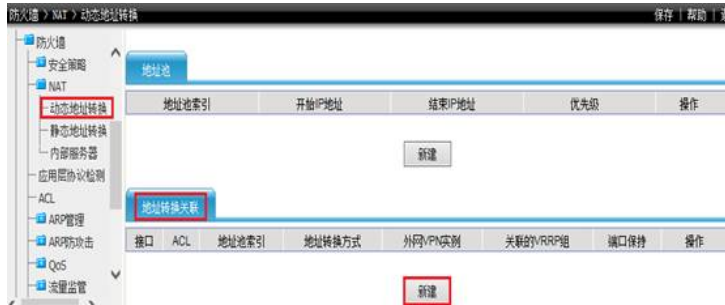 防火墙 > NAT > 动态地址转换
保存 | 帮助 |
防火墙
安全策略
NAT
动态地址转换
静态地址转换
内部服务器
应用层协议检测
ACL
ARP管理
ARP防攻击
QoS
流量监管
地址池
地址池索引 开始IP地址 结束IP地址 优先级 操作
新建
地址转换关联
接口 ACL 地址池索引 地址转换方式 外网VPN实例 关联的VRRP组 端口保持 操作
新建